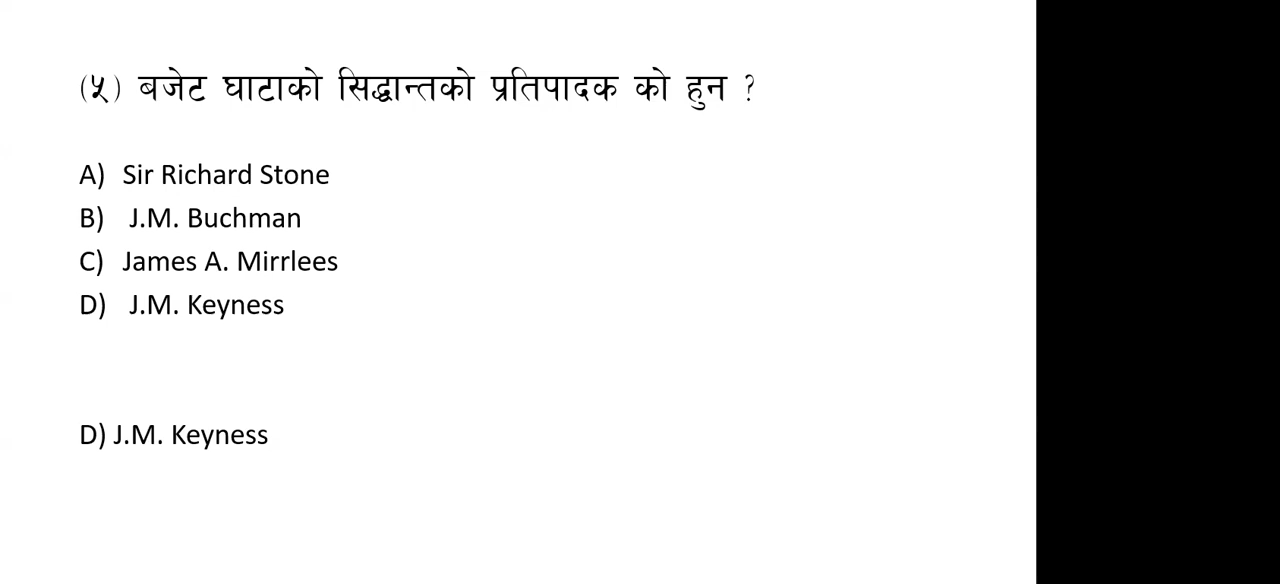 (५) बजेट घाटाको सिद्धान्तको प्रतिपादक को हुन ?
A) Sir Richard Stone
B) J.M. Buchman
C) James A. Mirrlees
D) J.M. Keyness
D) J.M. Keyness